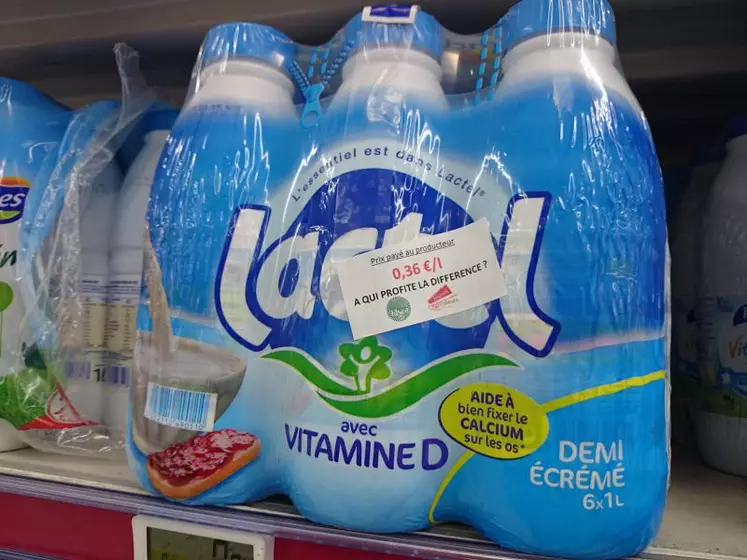 L'essentiel est dans Lactel®
Lactel
Prix payé au producteur
0,36 €/l
A QUI PROFITE LA DIFFERENCE ?
avec
VITAMINE D
AIDE À
bien fixer le
CALCIUM
sur les os*
DEMI
ÉCRÉMÉ
6x1L